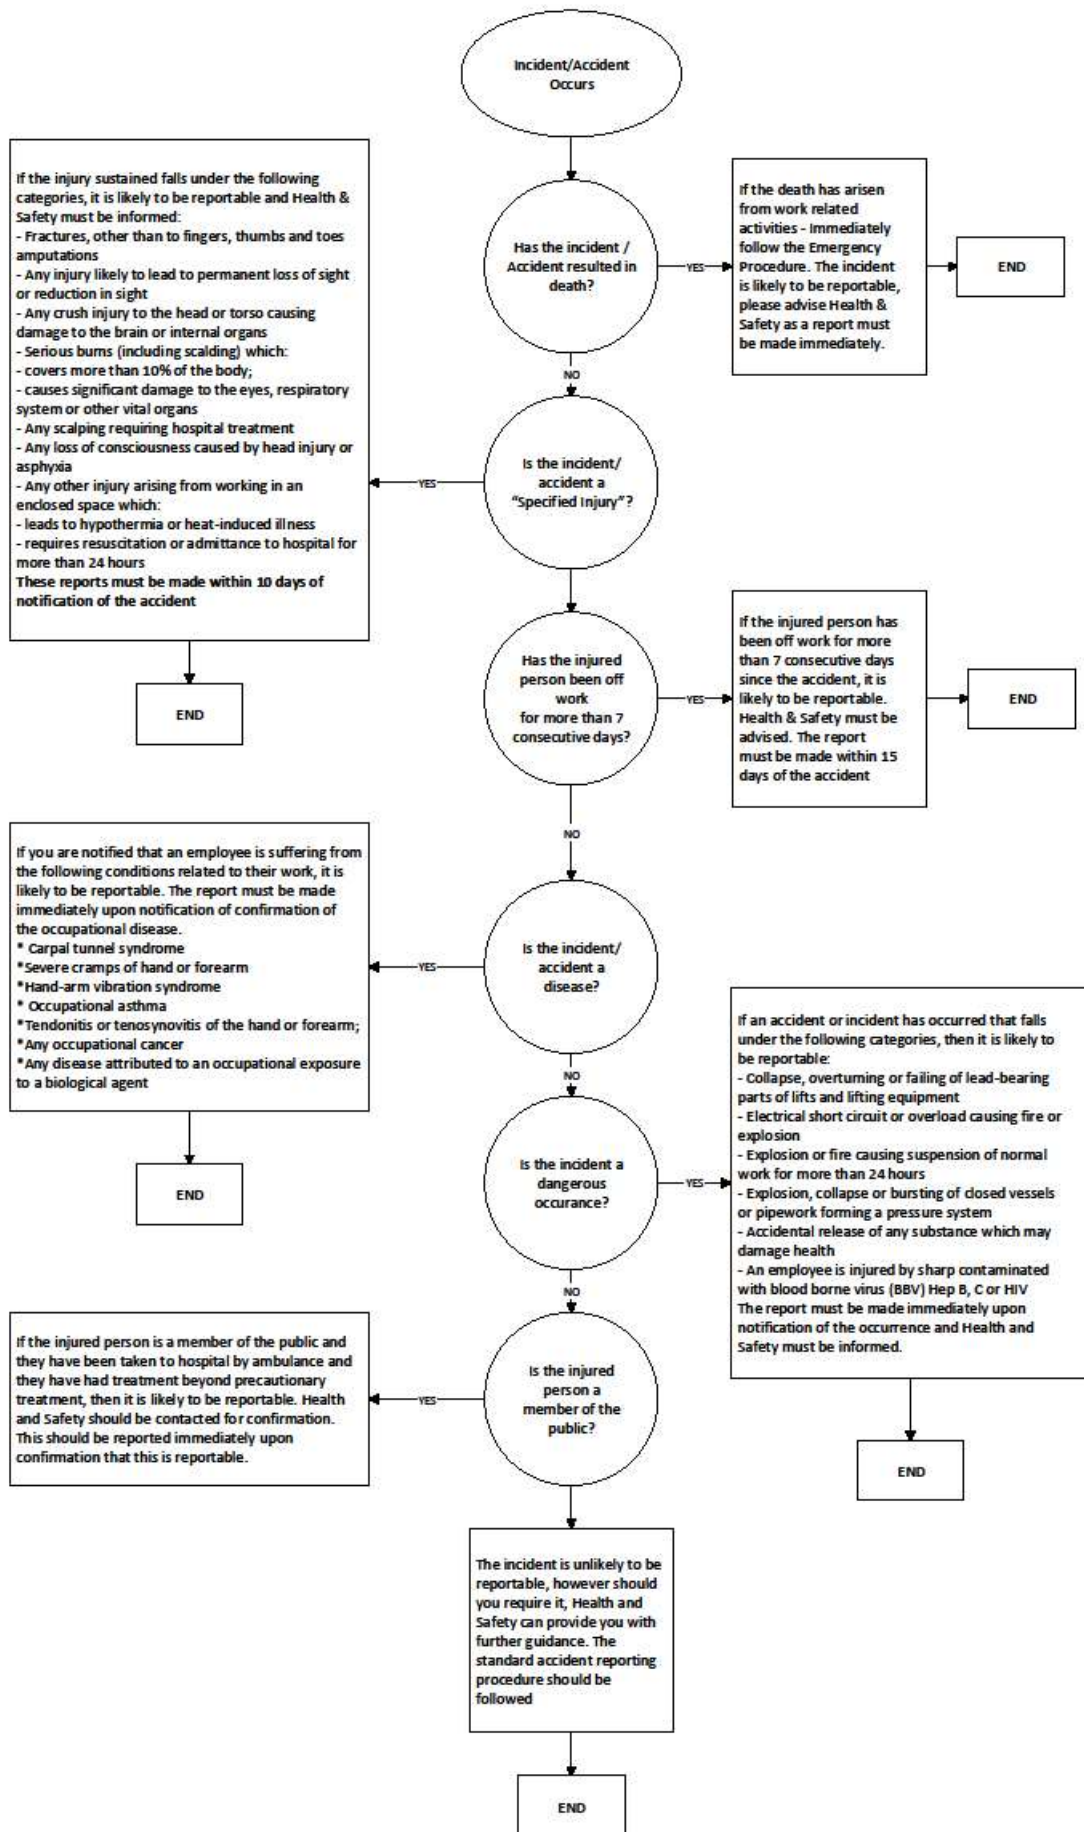 Incident/Accident
Occurs
Has the incident /
Accident resulted in
death?
YES
If the death has arisen
from work related
activities - Immediately
follow the Emergency
Procedure. The incident
is likely to be reportable,
please advise Health &
Safety as a report must
be made immediately.
END
NO
Is the incident/
accident a
“Specified Injury”?
YES
If the injury sustained falls under the following
categories, it is likely to be reportable and Health &
Safety must be informed:
- Fractures, other than to fingers, thumbs and toes
amputations
- Any injury likely to lead to permanent loss of sight
or reduction in sight
- Any crush injury to the head or torso causing
damage to the brain or internal organs
- Serious burns (including scalding) which:
- covers more than 10% of the body;
- causes significant damage to the eyes, respiratory
system or other vital organs
- Any scalping requiring hospital treatment
- Any loss of consciousness caused by head injury or
asphyxia
- Any other injury arising from working in an
enclosed space which:
- leads to hypothermia or heat-induced illness
- requires resuscitation or admittance to hospital for
more than 24 hours
These reports must be made within 10 days of
notification of the accident
END
Has the injured
person been off
work
for more than 7
consecutive days?
YES
If the injured person has
been off work for more
than 7 consecutive days
since the accident, it is
likely to be reportable.
Health & Safety must be
advised. The report
must be made within 15
days of the accident
END
NO
Is the incident/
accident a
disease?
YES
If you are notified that an employee is suffering from
the following conditions related to their work, it is
likely to be reportable. The report must be made
immediately upon notification of confirmation of
the occupational disease.
* Carpal tunnel syndrome
*Severe cramps of hand or forearm
*Hand-arm vibration syndrome
* Occupational asthma
*Tendonitis or tenosynovitis of the hand or forearm;
*Any occupational cancer
*Any disease attributed to an occupational exposure
to a biological agent
END
NO
Is the incident a
dangerous
occurance?
YES
If an accident or incident has occurred that falls
under the following categories, then it is likely to
be reportable:
- Collapse, overturning or failing of lead-bearing
parts of lifts and lifting equipment
- Electrical short circuit or overload causing fire or
explosion
- Explosion or fire causing suspension of normal
work for more than 24 hours
- Explosion, collapse or bursting of closed vessels
or pipework forming a pressure system
- Accidental release of any substance which may
damage health
- An employee is injured by sharp contaminated
with blood borne virus (BBV) Hep B, C or HIV
The report must be made immediately upon
notification of the occurrence and Health and
Safety must be informed.
END
NO
Is the injured
person a
member of the
public?
YES
If the injured person is a member of the public and
they have been taken to hospital by ambulance and
they have had treatment beyond precautionary
treatment, then it is likely to be reportable. Health
and Safety should be contacted for confirmation.
This should be reported immediately upon
confirmation that this is reportable.
The incident is unlikely to be
reportable, however should
you require it, Health and
Safety can provide you with
further guidance. The
standard accident reporting
procedure should be
followed
END